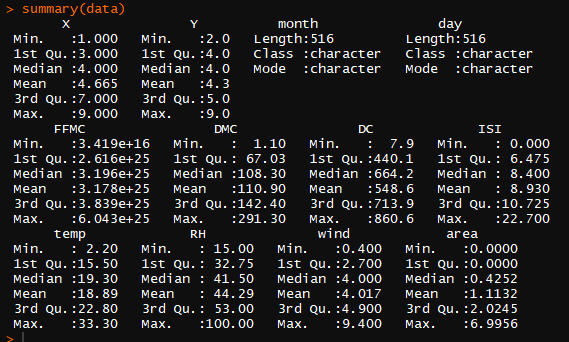 > summary(data)
X Y month day
Min. :1.000 Min. :2.0 Length:516 Length:516
1st Qu.:3.000 1st Qu.:4.0 Class :character Class :character
Median :4.000 Median :4.0 Mode :character Mode :character
Mean :4.665 Mean :4.3
3rd Qu.:7.000 3rd Qu.:5.0
Max. :9.000 Max. :9.0
FFMC DMC DC ISI
Min. :3.419e+16 Min. : 1.10 Min. : 7.9 Min. : 0.000
1st Qu.:2.616e+25 1st Qu.: 67.03 1st Qu.:440.1 1st Qu.: 6.475
Median :3.196e+25 Median :108.30 Median :664.2 Median : 8.400
Mean :3.178e+25 Mean :110.90 Mean :548.6 Mean : 8.930
3rd Qu.:3.839e+25 3rd Qu.:142.40 3rd Qu.:713.9 3rd Qu.:10.725
Max. :6.043e+25 Max. :291.30 Max. :860.6 Max. :22.700
temp RH wind area
Min. : 2.20 Min. : 15.00 Min. :0.400 Min. :0.0000
1st Qu.:15.50 1st Qu.: 32.75 1st Qu.:2.700 1st Qu.:0.0000
Median :19.30 Median : 41.50 Median :4.000 Median :0.4252
Mean :18.89 Mean : 44.29 Mean :4.017 Mean :1.1132
3rd Qu.:22.80 3rd Qu.: 53.00 3rd Qu.:4.900 3rd Qu.:2.0245
Max. :33.30 Max. :100.00 Max. :9.400 Max. :6.9956
>